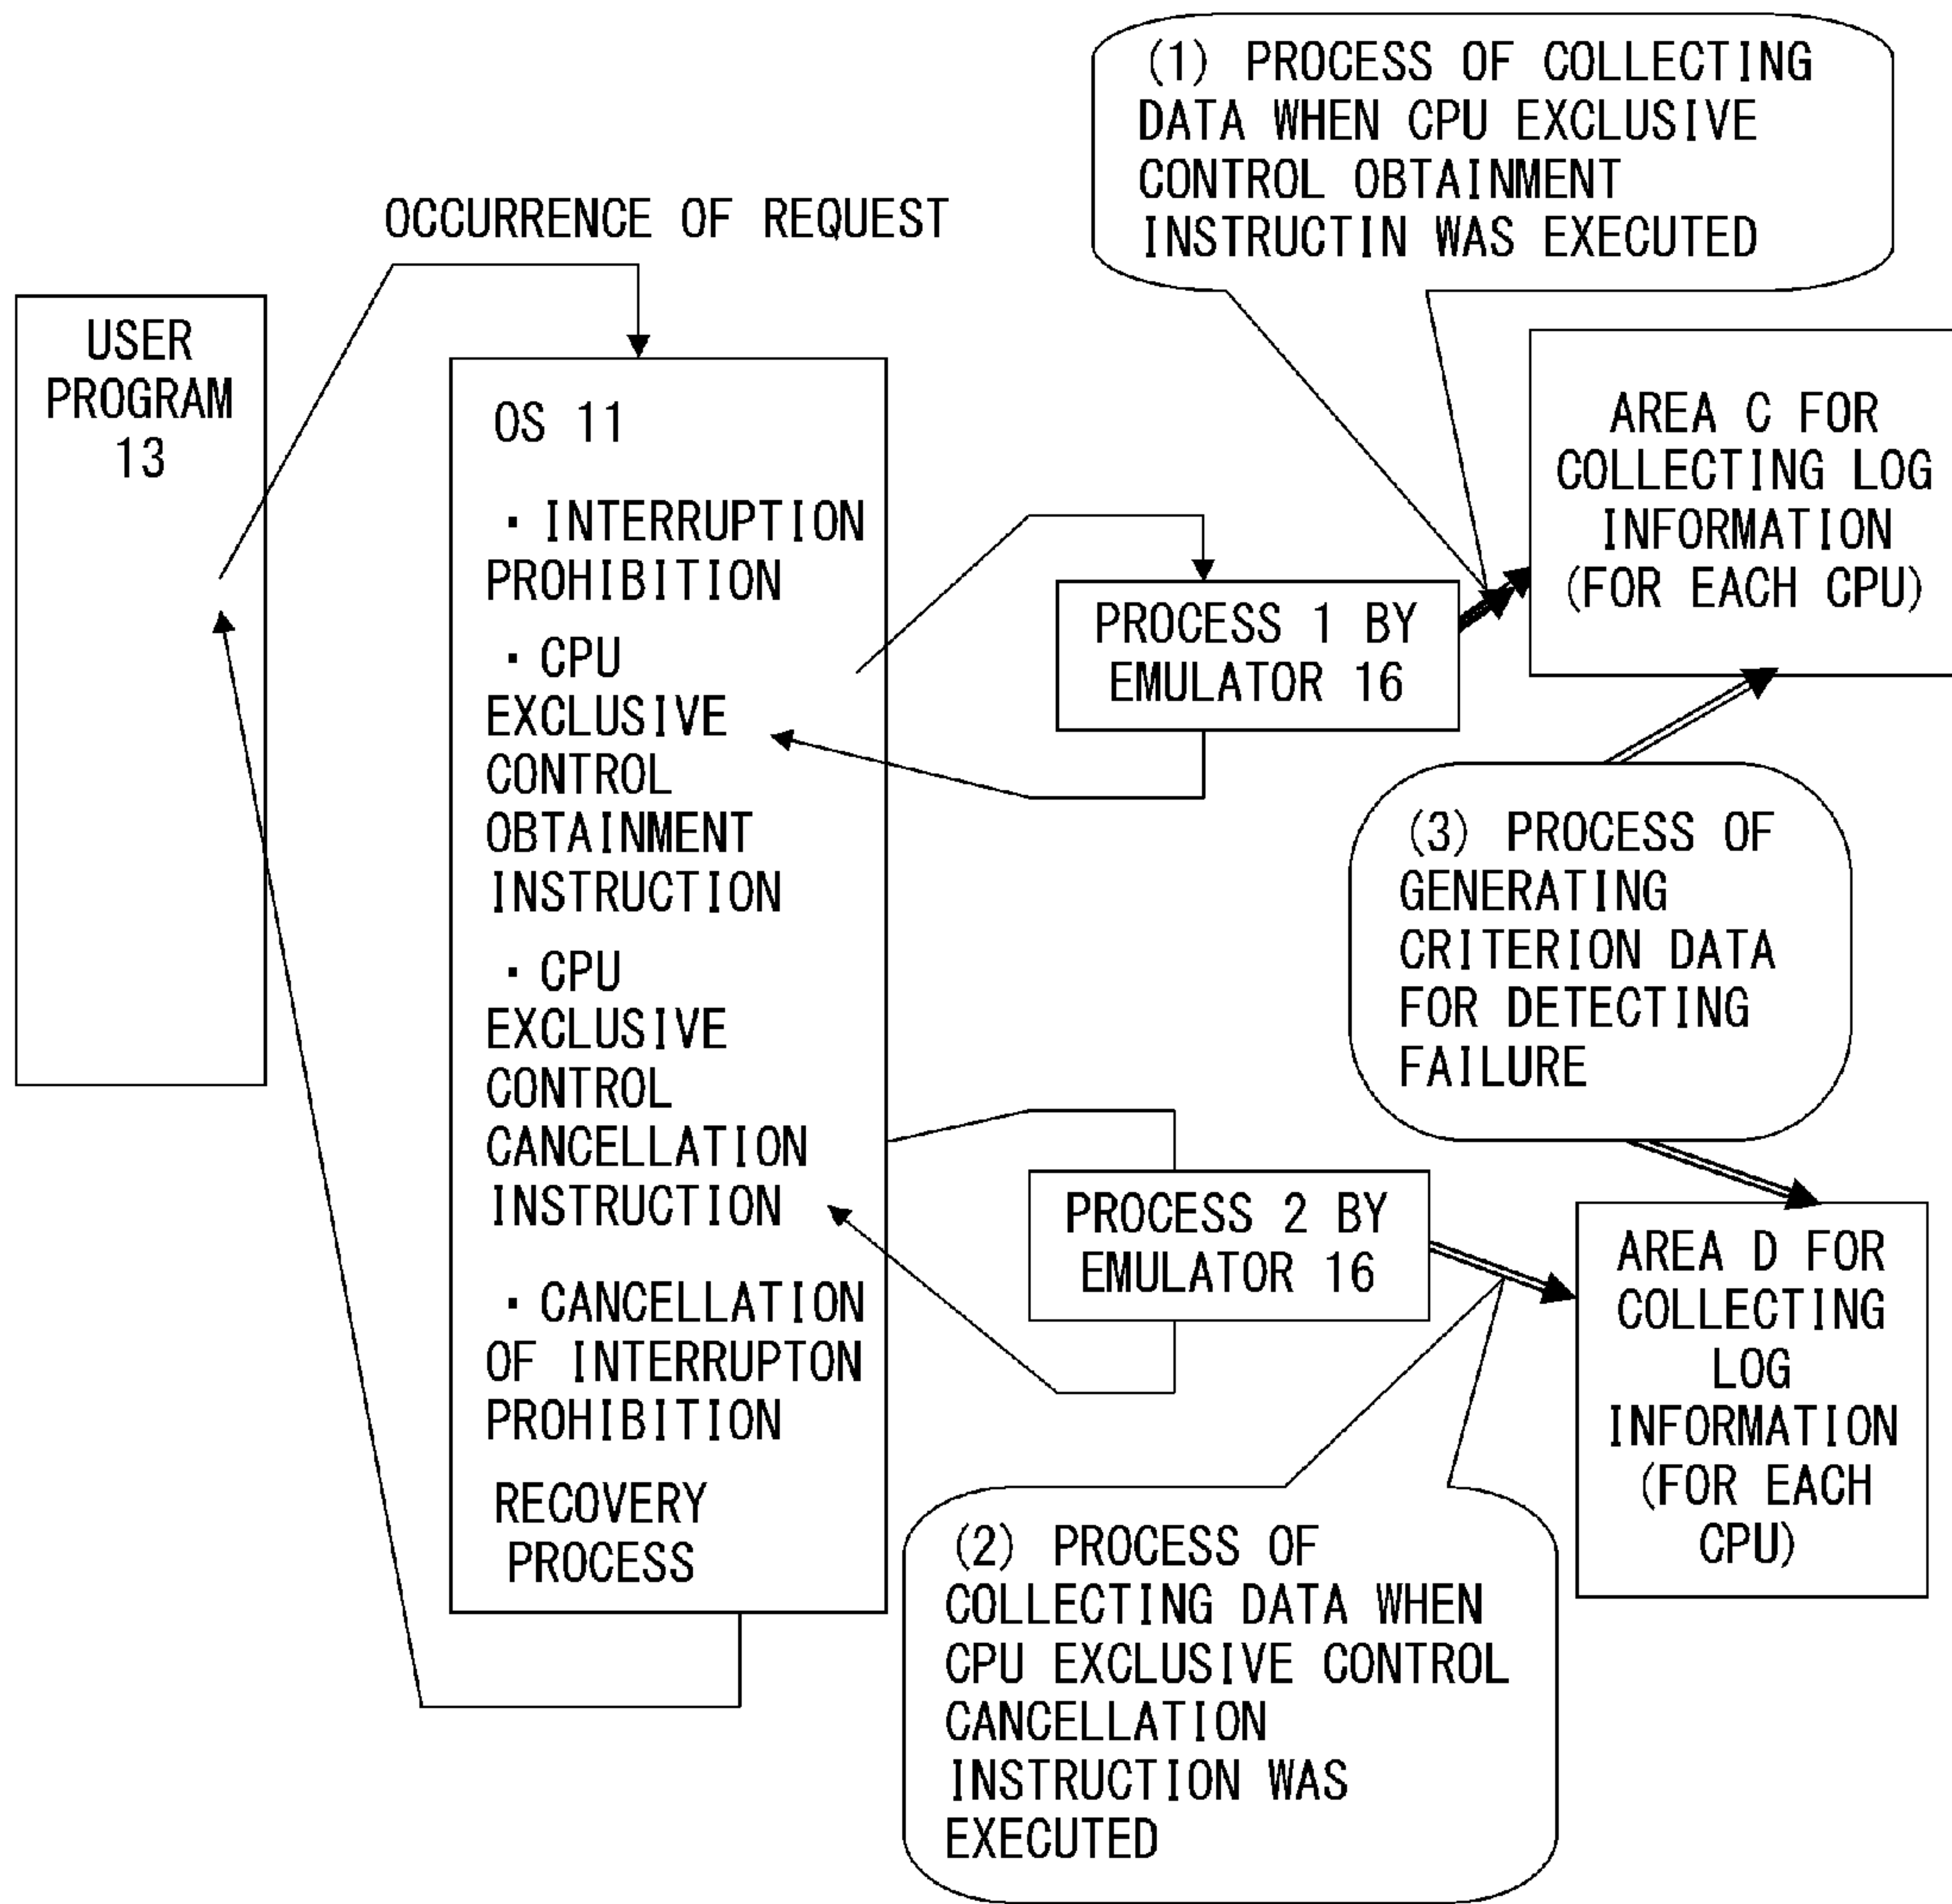 (1) PROCESS OF COLLECTING
DATA WHEN CPU EXCLUSIVE
CONTROL OBTAINMENT
INSTRUCTIN WAS EXECUTED
OCCURRENCE OF REQUEST
USER
PROGRAM
13
OS 11
・INTERRUPTION
PROHIBITION
・CPU
EXCLUSIVE
CONTROL
OBTAINMENT
INSTRUCTION
・CPU
EXCLUSIVE
CONTROL
CANCELLATION
INSTRUCTION
・CANCELLATION
OF INTERRUPTON
PROHIBITION
RECOVERY
PROCESS
PROCESS 1 BY
EMULATOR 16
AREA C FOR
COLLECTING LOG
INFORMATION
(FOR EACH CPU)
(3) PROCESS OF
GENERATING
CRITERION DATA
FOR DETECTING
FAILURE
PROCESS 2 BY
EMULATOR 16
AREA D FOR
COLLECTING
LOG
INFORMATION
(FOR EACH
CPU)
(2) PROCESS OF
COLLECTING DATA WHEN
CPU EXCLUSIVE CONTROL
CANCELLATION
INSTRUCTION WAS
EXECUTED